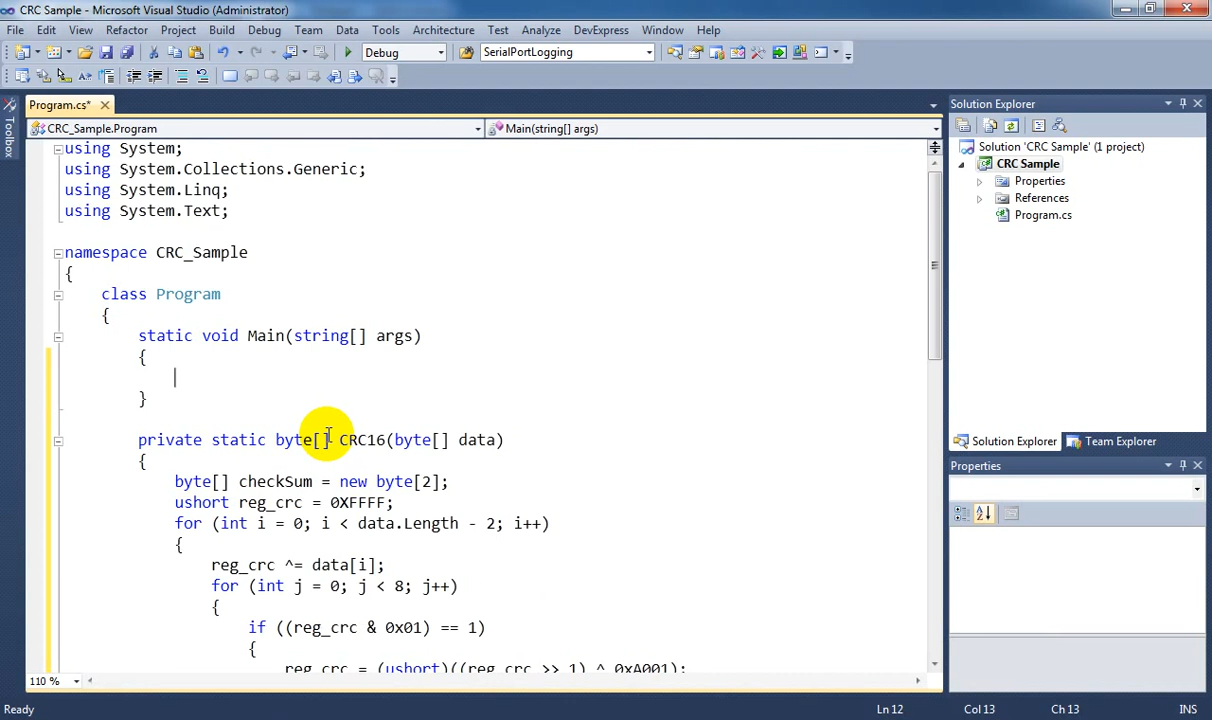 CRC Sample - Microsoft Visual Studio (Administrator)
File Edit View Refactor Project Build Debug Team Data Tools Architecture Test Analyze DevExpress Window Help
Debug SerialPortLogging
Program.cs*
CRC_Sample.Program Main(string[] args)
Toolbox
using System;
using System.Collections.Generic;
using System.Linq;
using System.Text;
namespace CRC_Sample
{
class Program
{
static void Main(string[] args)
{
}
private static byte[] CRC16(byte[] data)
{
byte[] checkSum = new byte[2];
ushort reg_crc = 0XFFFF;
for (int i = 0; i < data.Length - 2; i++)
{
reg_crc ^= data[i];
for (int j = 0; j < 8; j++)
{
if ((reg_crc & 0x01) == 1)
{
reg_crc = (ushort)((reg_crc >> 1) ^ 0xA001);
110 %
Solution Explorer
Solution 'CRC Sample' (1 project)
CRC Sample
Properties
References
Program.cs
Solution Explorer Team Explorer
Properties
Ready Ln 12 Col 13 Ch 13 INS